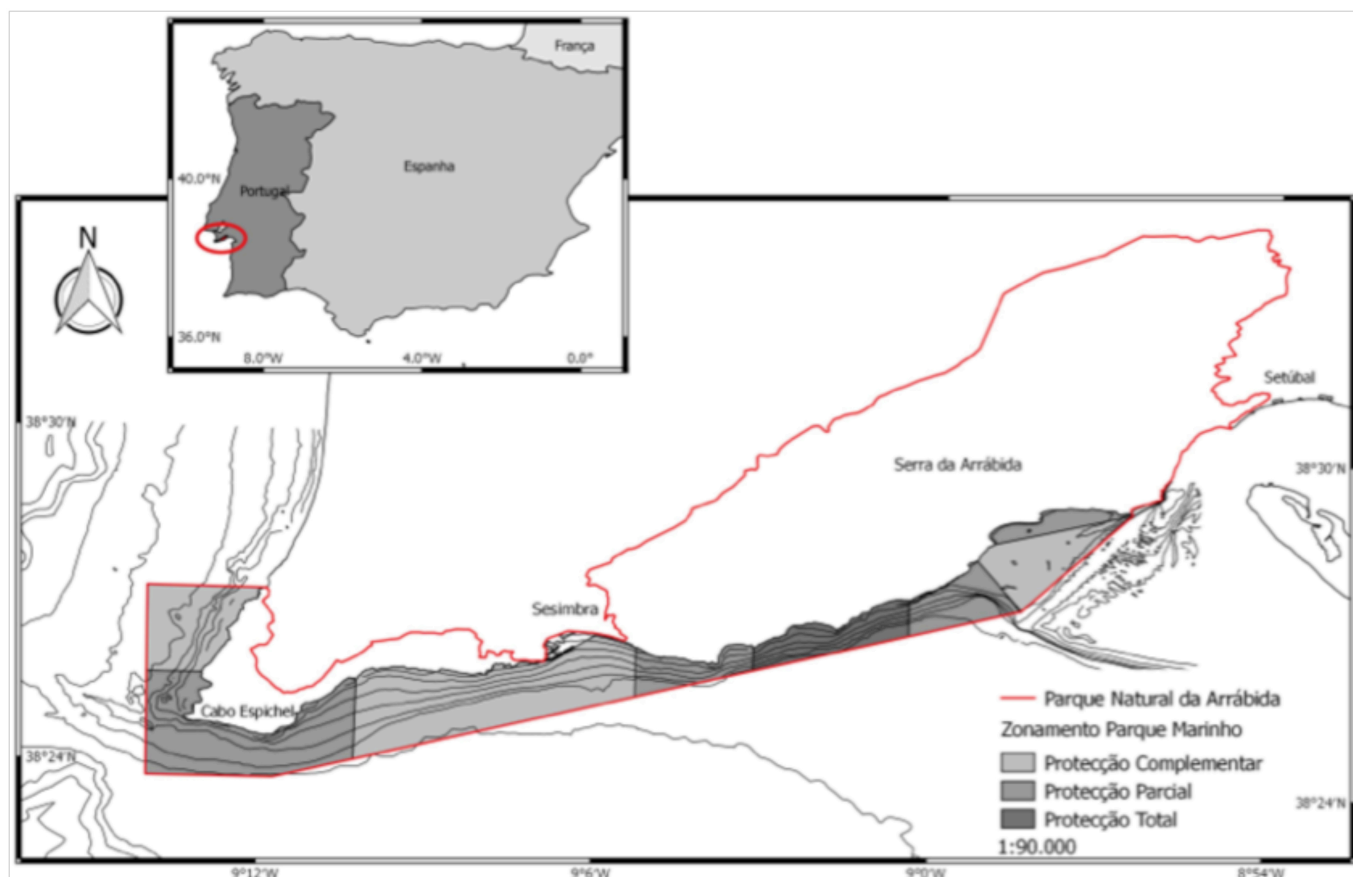 França
Espanha
40.0°N
Portugal
36.0°N
8.0°W
4.0°W
0.0°
N
Setúbal
38°30'N
Serra da Arrábida
38°30'N
1
Sesimbra
Cabo Espichel
Parque Natural da Arrábida
Zonamento Parque Marinho
38°24'N
Protecção Complementar
Protecção Parcial
38°24'N
Protecção Total
1:90.000
9°12'W
9°6'W
9°0'W
8°54'W